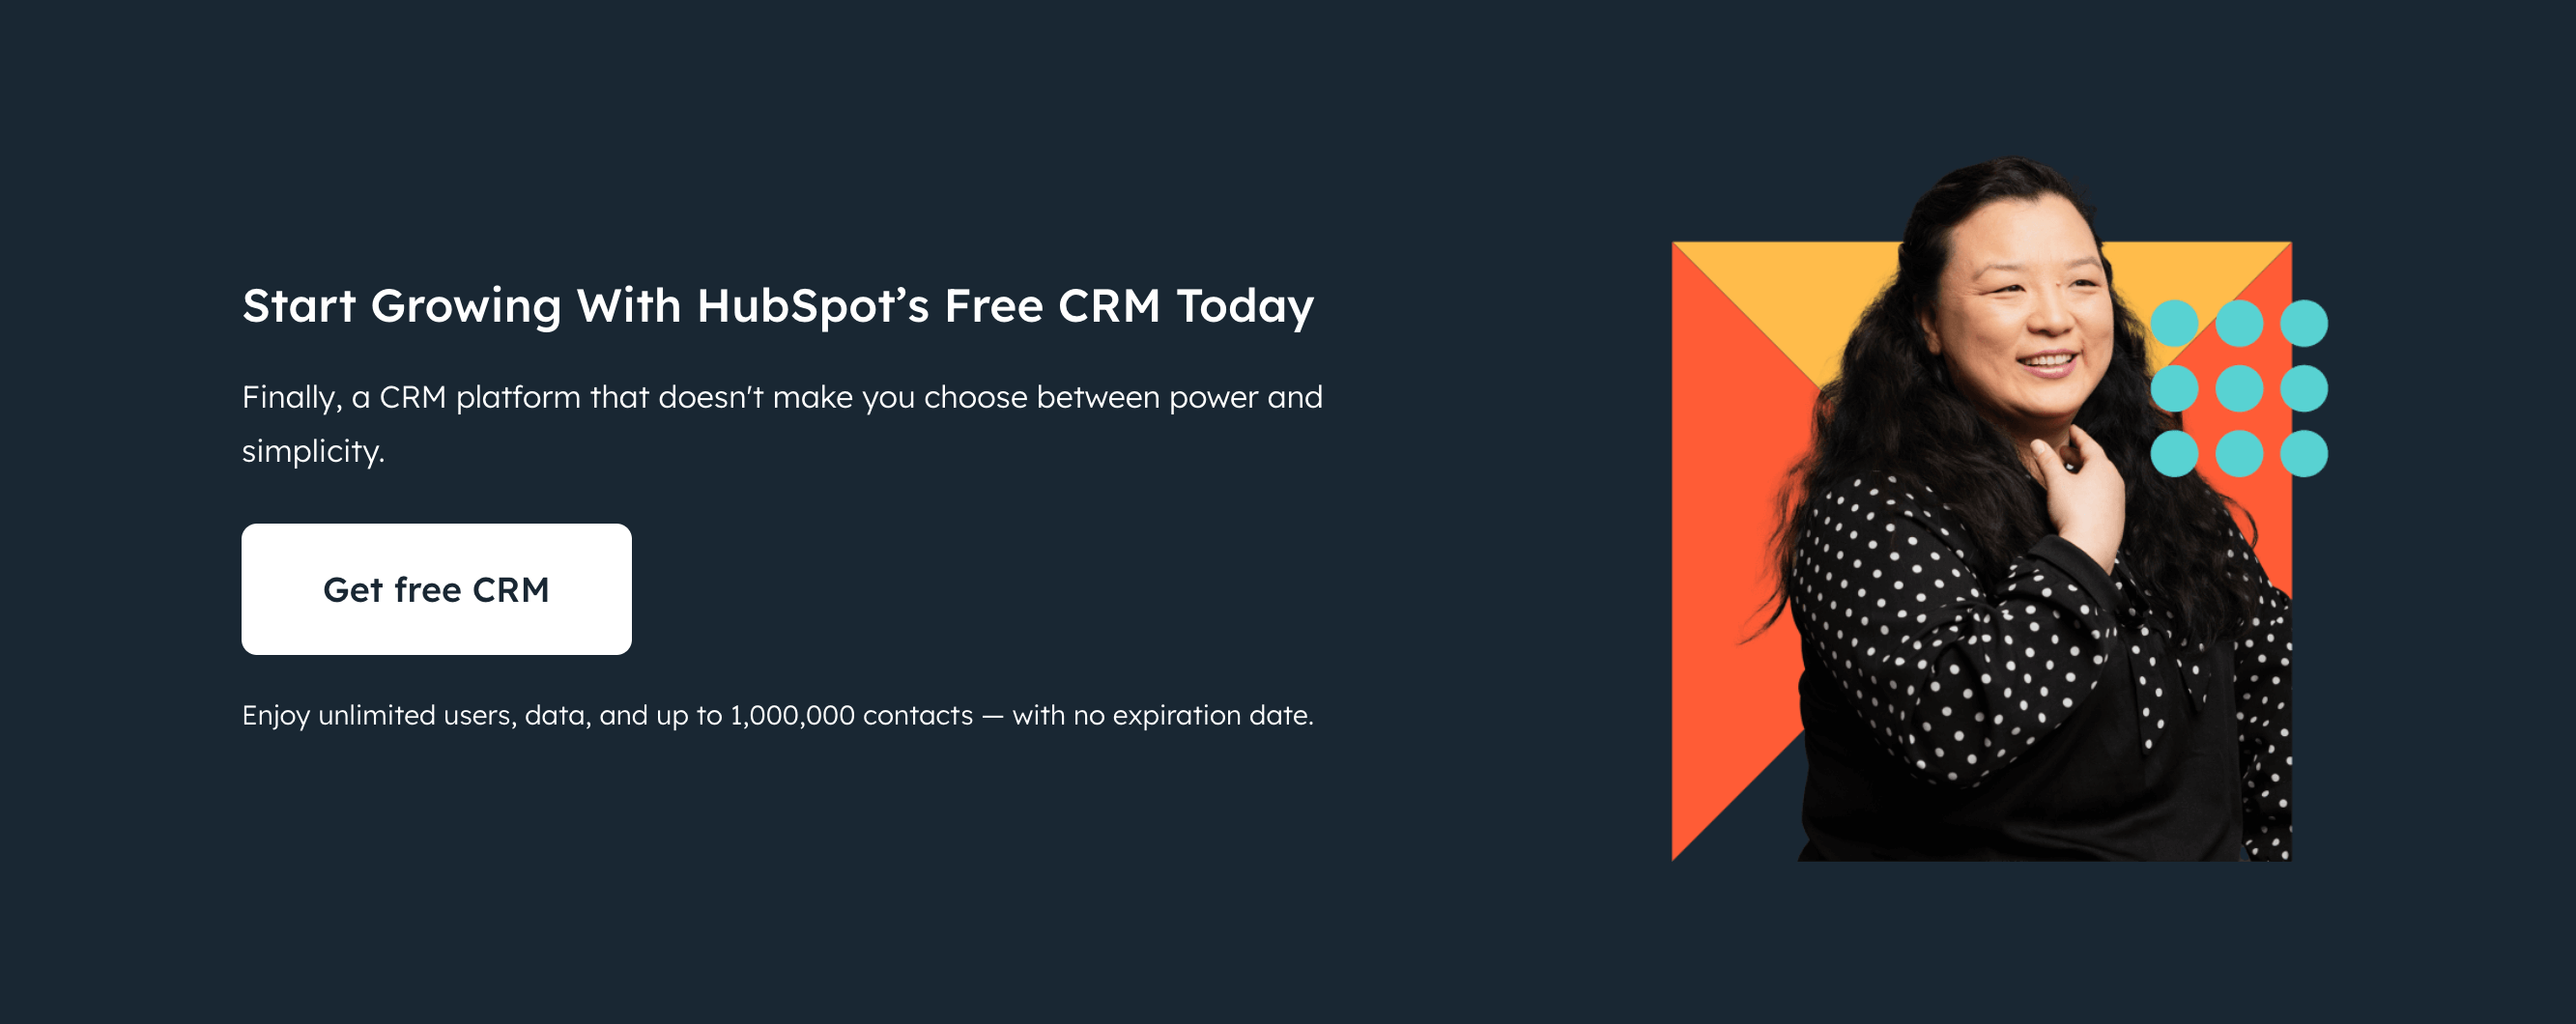 Start Growing With HubSpot’s Free CRM Today
Finally, a CRM platform that doesn't make you choose between power and
simplicity.
Get free CRM
Enjoy unlimited users, data, and up to 1,000,000 contacts — with no expiration date.